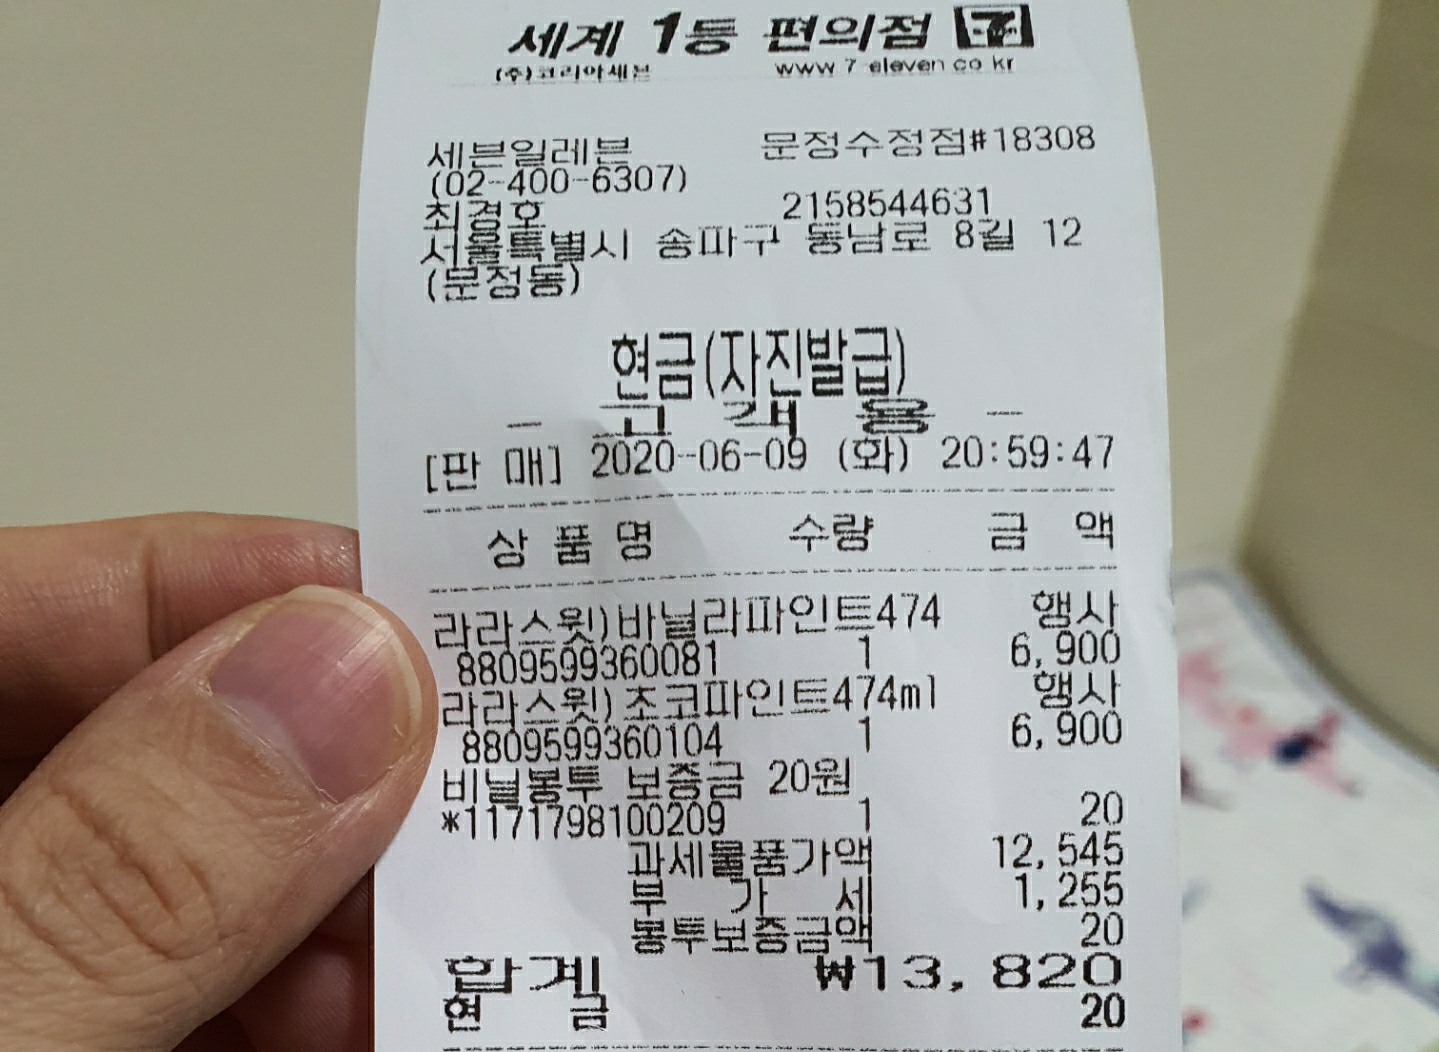 세계 1등 편의점 7
(주)코리아세븐 www 7 eleven co kr
세븐일레븐 문정수정점#18308
(02-400-6307)
최경호 2158544631
서울특별시 송파구 동남로 8길 12
(문정동)
현금(자진발급)
- 고 객 용 -
[판 매] 2020-06-09 (화) 20:59:47
상 품 명 수량 금 액
라라스윗)바닐라파인트474 행사
8809599360081 1 6,900
라라스윗)초코파인트474ml 행사
8809599360104 1 6,900
비닐봉투 보증금 20원
*1171798100209 1 20
과세물품가액 12,545
부 가 세 1,255
봉투보증금액 20
합계 ₩13,820
현 금 20